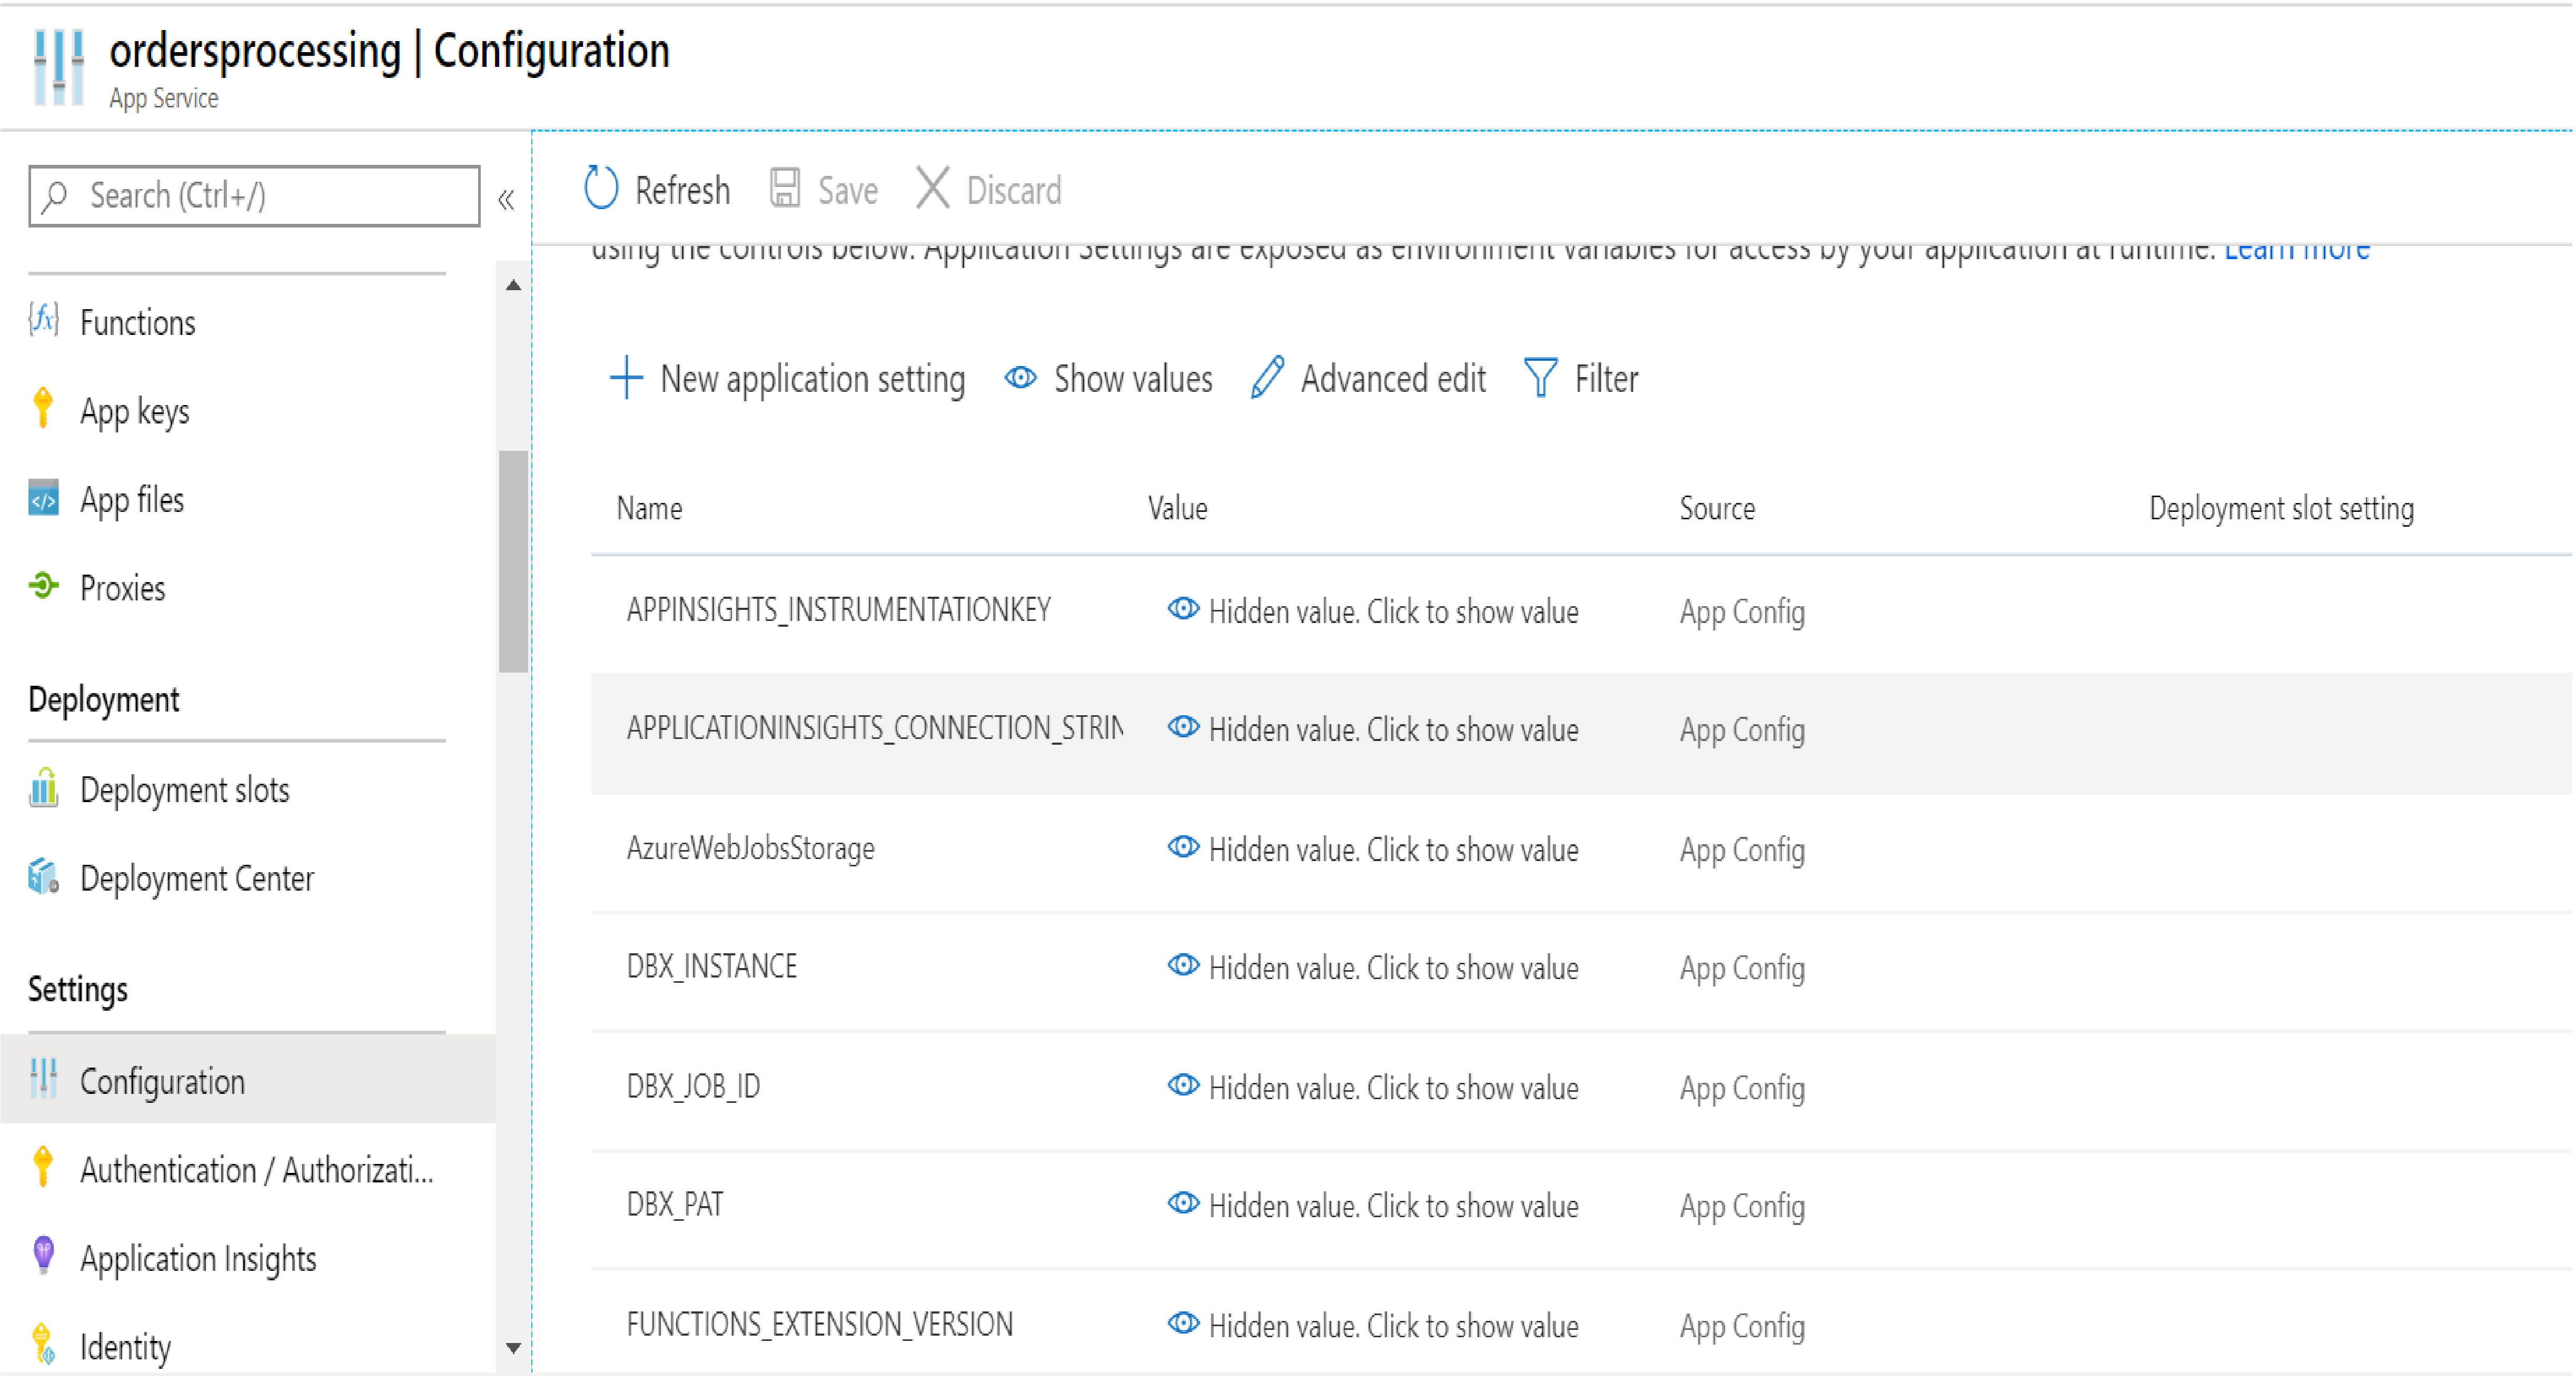 ordersprocessing | Configuration
App Service
Search (Ctrl+/)
«
Functions
App keys
App files
Proxies
Deployment
Deployment slots
Deployment Center
Settings
Configuration
Authentication / Authorizati...
Application Insights
Identity
Refresh Save Discard
using the controls below. Application Settings are exposed as environment variables for access by your application at runtime. Learn more
New application setting Show values Advanced edit Filter
Name Value Source Deployment slot setting
APPINSIGHTS_INSTRUMENTATIONKEY Hidden value. Click to show value App Config
APPLICATIONINSIGHTS_CONNECTION_STRIN Hidden value. Click to show value App Config
AzureWebJobsStorage Hidden value. Click to show value App Config
DBX_INSTANCE Hidden value. Click to show value App Config
DBX_JOB_ID Hidden value. Click to show value App Config
DBX_PAT Hidden value. Click to show value App Config
FUNCTIONS_EXTENSION_VERSION Hidden value. Click to show value App Config